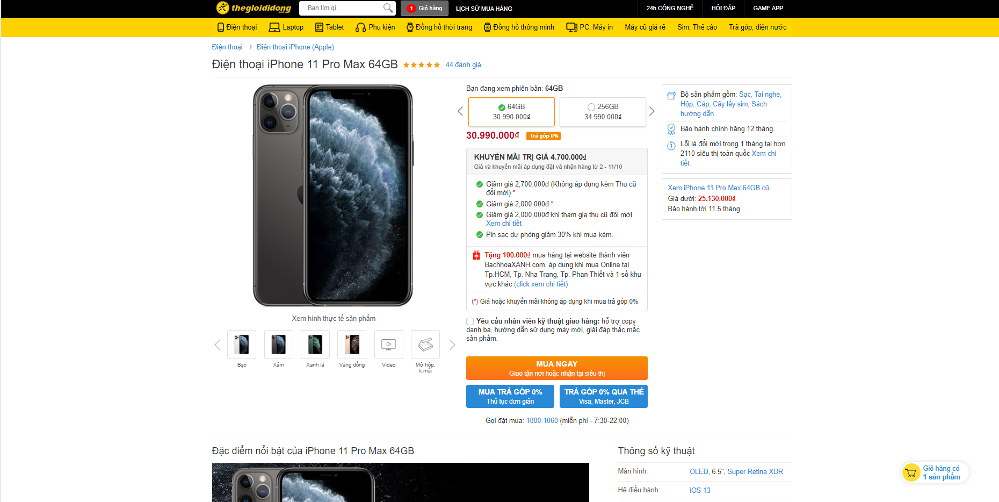 thegioididong
.com
Bạn tìm gì...
1 Giỏ hàng
LỊCH SỬ MUA HÀNG
24h CÔNG NGHỆ
HỎI ĐÁP
GAME APP
Điện thoại
Laptop
Tablet
Phụ kiện
Đồng hồ thời trang
Đồng hồ thông minh
PC, Máy in
Máy cũ giá rẻ
Sim, Thẻ cào
Trả góp, điện nước
Điện thoại › Điện thoại iPhone (Apple)
Điện thoại iPhone 11 Pro Max 64GB
44 đánh giá
Xem hình thực tế sản phẩm
Bạc
Xám
Xanh lá
Vàng đồng
Video
Mở hộp,
k.mãi
Bạn đang xem phiên bản: 64GB
64GB
30.990.000₫
256GB
34.990.000₫
30.990.000₫
Trả góp 0%
KHUYẾN MÃI TRỊ GIÁ 4.700.000₫
Giá và khuyến mãi áp dụng đặt và nhận hàng từ 2 - 11/10
Giảm giá 2,700,000đ (Không áp dụng kèm Thu cũ
đổi mới) *
Giảm giá 2,000,000đ *
Giảm giá 2,000,000đ khi tham gia thu cũ đổi mới
Xem chi tiết
Pin sạc dự phòng giảm 30% khi mua kèm.
Tặng 100.000₫ mua hàng tại website thành viên
BachhoaXANH.com, áp dụng khi mua Online tại
Tp.HCM, Tp. Nha Trang, Tp. Phan Thiết và 1 số khu
vực khác (click xem chi tiết)
(*) Giá hoặc khuyến mãi không áp dụng khi mua trả góp 0%
Yêu cầu nhân viên kỹ thuật giao hàng: hỗ trợ copy
danh bạ, hướng dẫn sử dụng máy mới, giải đáp thắc mắc
sản phẩm.
MUA NGAY
Giao tận nơi hoặc nhận tại siêu thị
MUA TRẢ GÓP 0%
Thủ tục đơn giản
TRẢ GÓP 0% QUA THẺ
Visa, Master, JCB
Gọi đặt mua: 1800.1060 (miễn phí - 7:30-22:00)
Bộ sản phẩm gồm: Sạc, Tai nghe,
Hộp, Cáp, Cây lấy sim, Sách
hướng dẫn
Bảo hành chính hãng 12 tháng.
Lỗi là đổi mới trong 1 tháng tại hơn
2110 siêu thị toàn quốc Xem chi
tiết
Xem iPhone 11 Pro Max 64GB cũ
Giá dưới: 25.130.000₫
Bảo hành tới 11.5 tháng
Đặc điểm nổi bật của iPhone 11 Pro Max 64GB
Thông số kỹ thuật
Màn hình: OLED, 6.5", Super Retina XDR
Hệ điều hành: iOS 13
Giỏ hàng có
1 sản phẩm